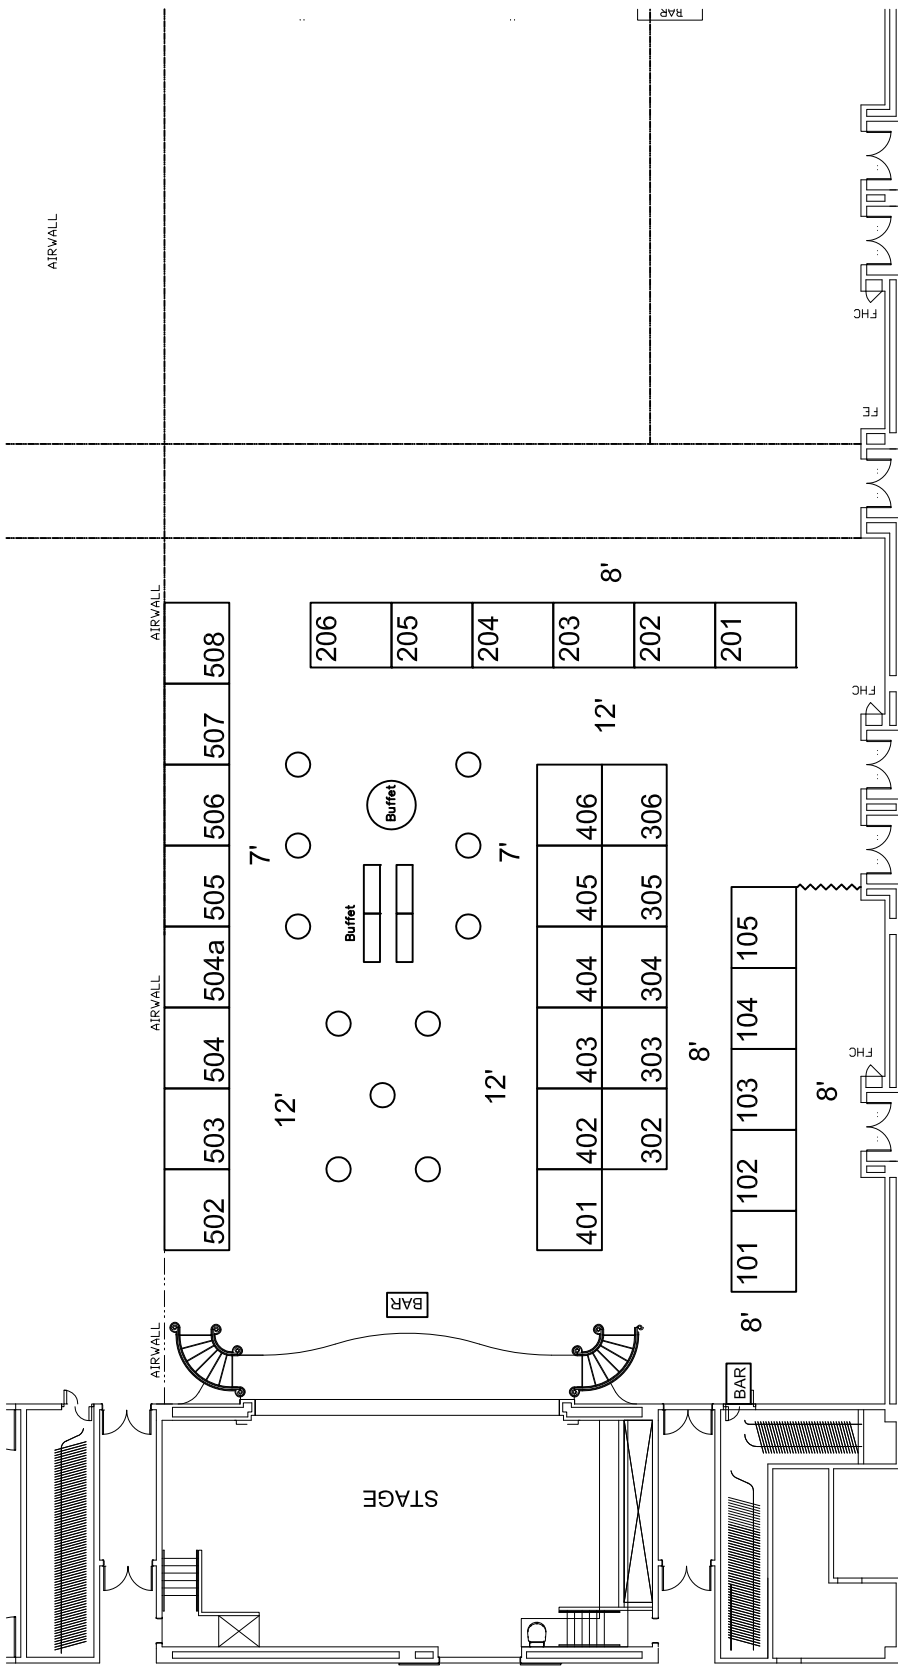 BAR
AIRWALL
FHC
FE
8'
AIRWALL
206
205
204
203
202
201
508
507
506
505
504a
504
503
502
FHC
12'
Buffet
7'
7'
Buffet
406
306
405
305
404
304
403
303
402
302
401
105
104
103
102
101
AIRWALL
8'
FHC
8'
12'
12'
BAR
8'
AIRWALL
BAR
STAGE